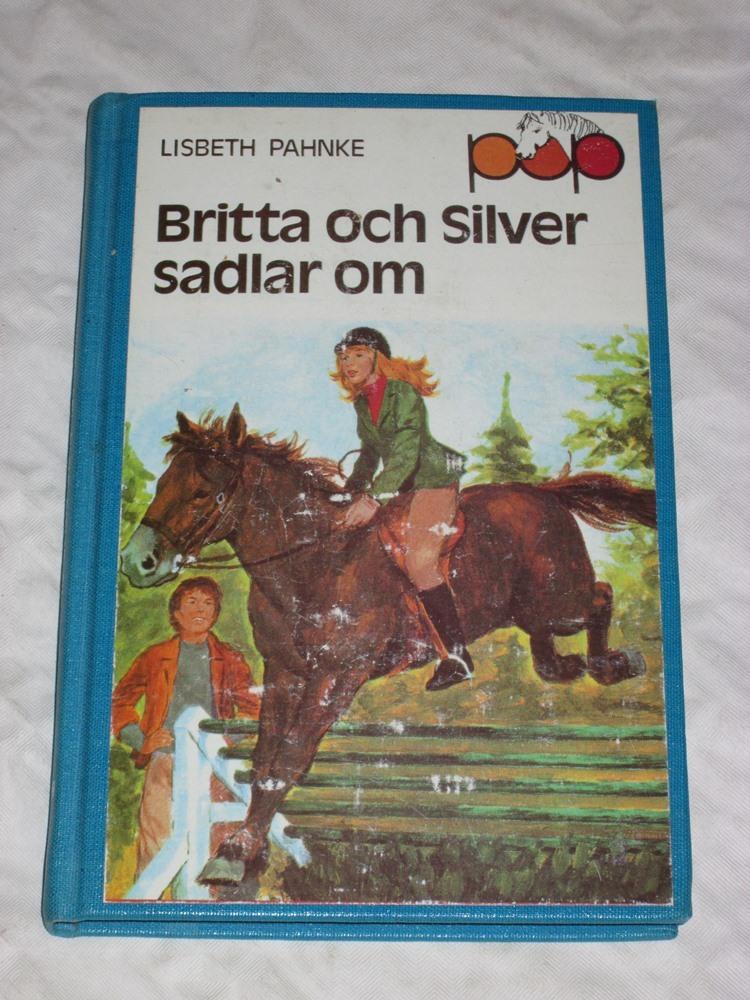 LISBETH PAHNKE
pop
Britta och Silver
sadlar om